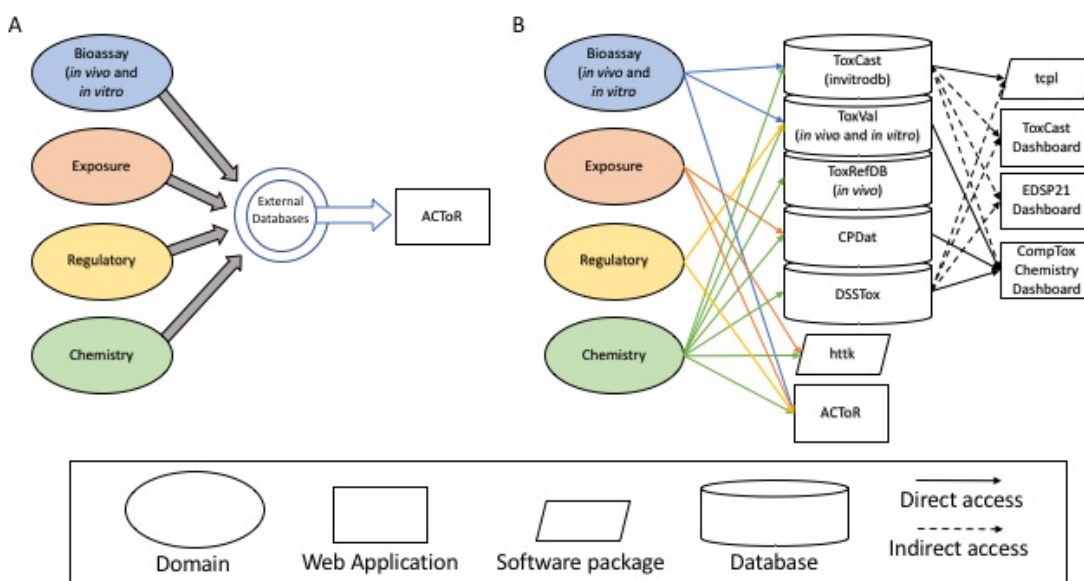 A
Bioassay
(in vivo and
in vitro)
Exposure
Regulatory
Chemistry
External
Databases
ACToR
B
Bioassay
(in vivo and
in vitro)
Exposure
Regulatory
Chemistry
ToxCast
(invitrodb)
ToxVal
(in vivo and in vitro)
ToxRefDB
(in vivo)
CPDat
DSSTox
httk
ACToR
tcpl
ToxCast
Dashboard
EDSP21
Dashboard
CompTox
Chemistry
Dashboard
Domain
Web Application
Software package
Database
Direct access
Indirect access